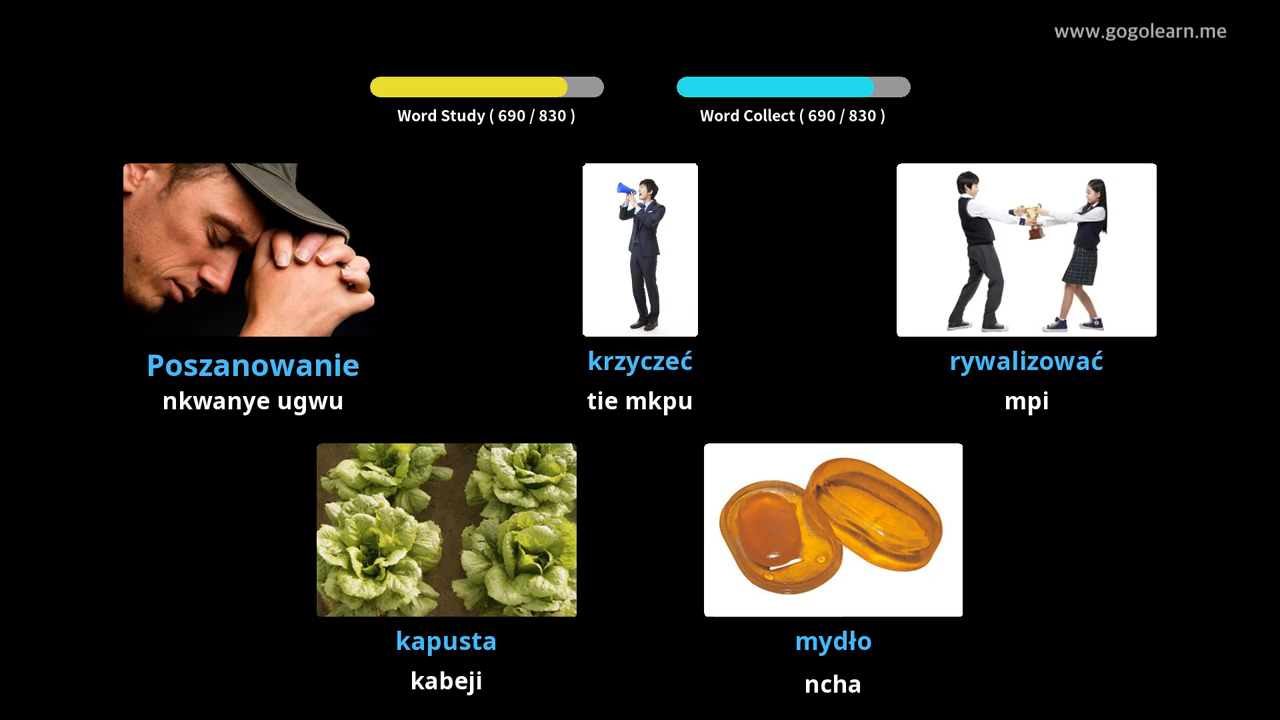 www.gogolearn.me
Word Study ( 690 / 830 )
Word Collect ( 690 / 830 )
Poszanowanie
nkwanye ugwu
krzyczeć
tie mkpu
rywalizować
mpi
kapusta
kabeji
mydło
ncha